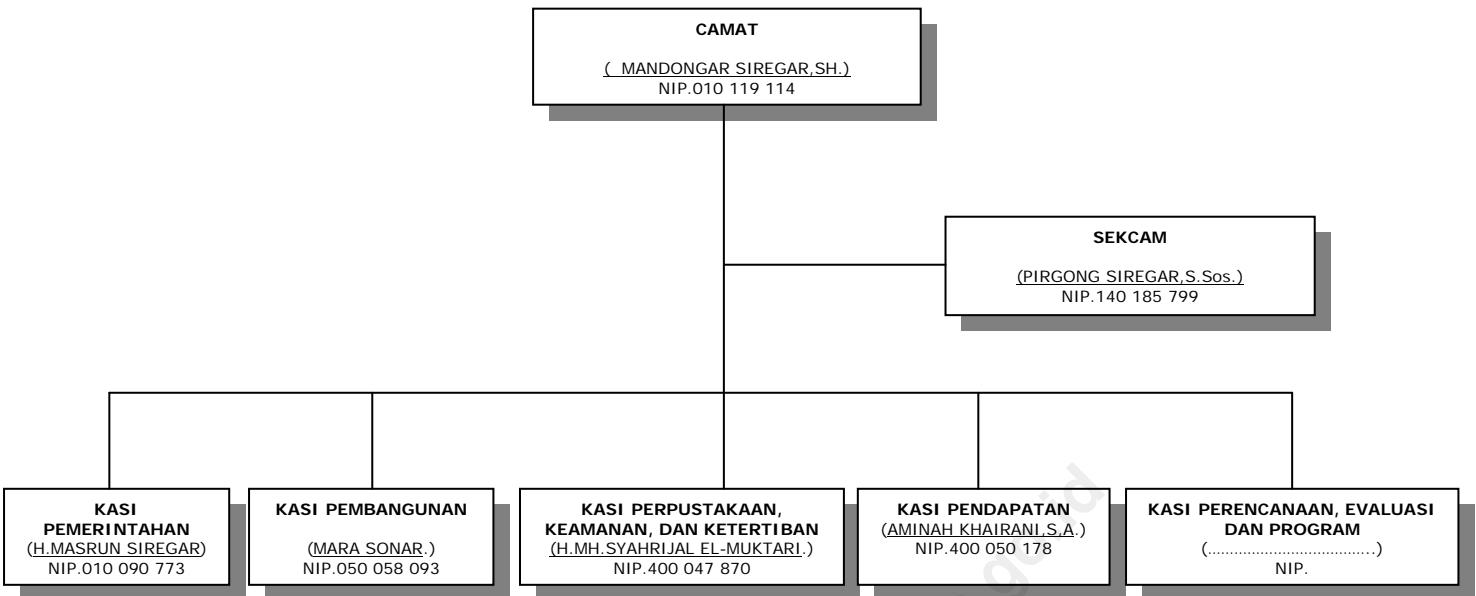 CAMAT
( MANDONGAR SIREGAR,SH.)
NIP.010 119 114
SEKCAM
(PIRGONG SIREGAR,S.Sos.)
NIP.140 185 799
KASI
PEMERINTAHAN
(H.MASRUN SIREGAR)
NIP.010 090 773
KASI PEMBANGUNAN
(MARA SONAR.)
NIP.050 058 093
KASI PERPUSTAKAAN,
KEAMANAN, DAN KETERTIBAN
(H.MH.SYAHRIJAL EL-MUKTARI.)
NIP.400 047 870
KASI PENDAPATAN
(AMINAH KHAIRANI,S,A.)
NIP.400 050 178
KASI PERENCANAAN, EVALUASI
DAN PROGRAM
(.......................................)
NIP.
go.id